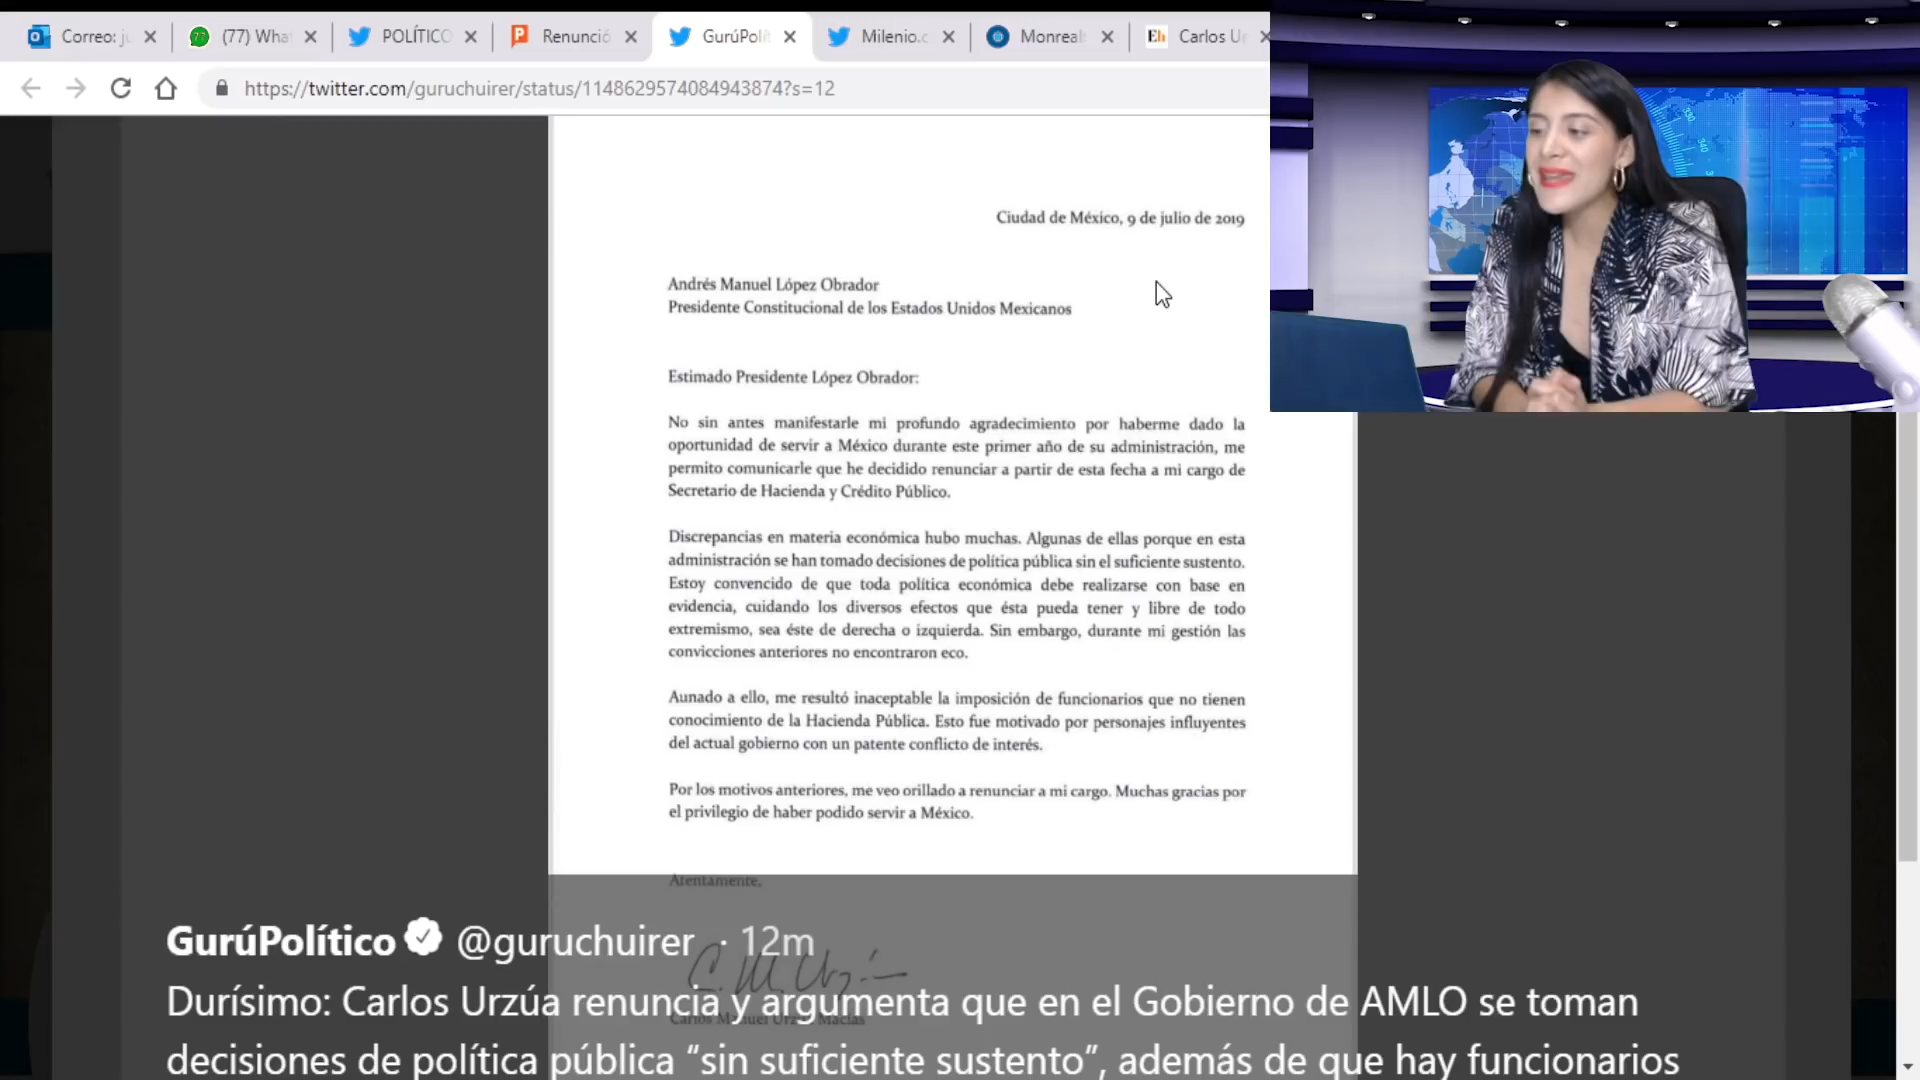 Correo: ju
(77) Wha
POLÍTICO
Renunció
GurúPolít
Milenio.c
Monreal
Eh
Carlos Ur
https://twitter.com/guruchuirer/status/1148629574084943874?s=12
Ciudad de México, 9 de julio de 2019
Andrés Manuel López Obrador
Presidente Constitucional de los Estados Unidos Mexicanos
Estimado Presidente López Obrador:
No sin antes manifestarle mi profundo agradecimiento por haberme dado la
oportunidad de servir a México durante este primer año de su administración, me
permito comunicarle que he decidido renunciar a partir de esta fecha a mi cargo de
Secretario de Hacienda y Crédito Público.
Discrepancias en materia económica hubo muchas. Algunas de ellas porque en esta
administración se han tomado decisiones de política pública sin el suficiente sustento.
Estoy convencido de que toda política económica debe realizarse con base en
evidencia, cuidando los diversos efectos que ésta pueda tener y libre de todo
extremismo, sea éste de derecha o izquierda. Sin embargo, durante mi gestión las
convicciones anteriores no encontraron eco.
Aunado a ello, me resultó inaceptable la imposición de funcionarios que no tienen
conocimiento de la Hacienda Pública. Esto fue motivado por personajes influyentes
del actual gobierno con un patente conflicto de interés.
Por los motivos anteriores, me veo orillado a renunciar a mi cargo. Muchas gracias por
el privilegio de haber podido servir a México.
Atentamente,
GurúPolítico @guruchuirer · 12m
Durísimo: Carlos Urzúa renuncia y argumenta que en el Gobierno de AMLO se toman
Carlos Manuel Urzúa Macías
decisiones de política pública “sin suficiente sustento”, además de que hay funcionarios